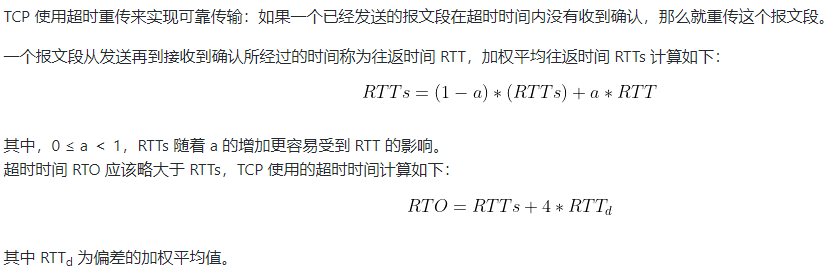 TCP 使用超时重传来实现可靠传输：如果一个已经发送的报文段在超时时间内没有收到确认，那么就重传这个报文段。
一个报文段从发送再到接收到确认所经过的时间称为往返时间 RTT，加权平均往返时间 RTTs 计算如下：
RTTs = (1 − a) * (RTTs) + a * RTT
其中，0 ≤ a ＜ 1，RTTs 随着 a 的增加更容易受到 RTT 的影响。
超时时间 RTO 应该略大于 RTTs，TCP 使用的超时时间计算如下：
RTO = RTTs + 4 * RTT_d
其中 RTT_d 为偏差的加权平均值。